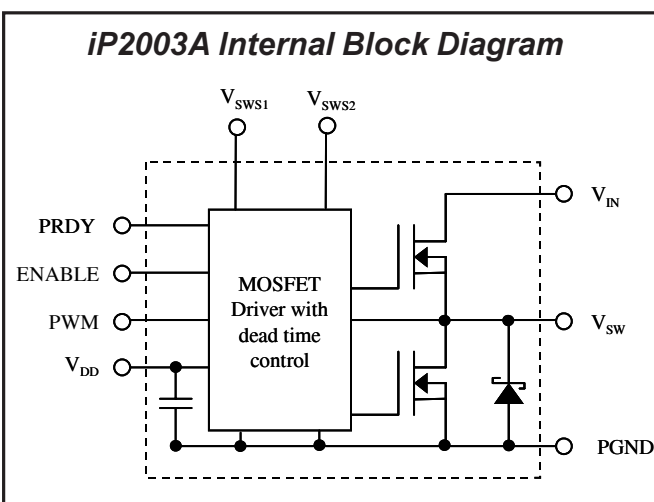 iP2003A Internal Block Diagram
VSWS1
VSWS2
VIN
PRDY
ENABLE
PWM
VDD
MOSFET
Driver with
dead time
control
VSW
PGND